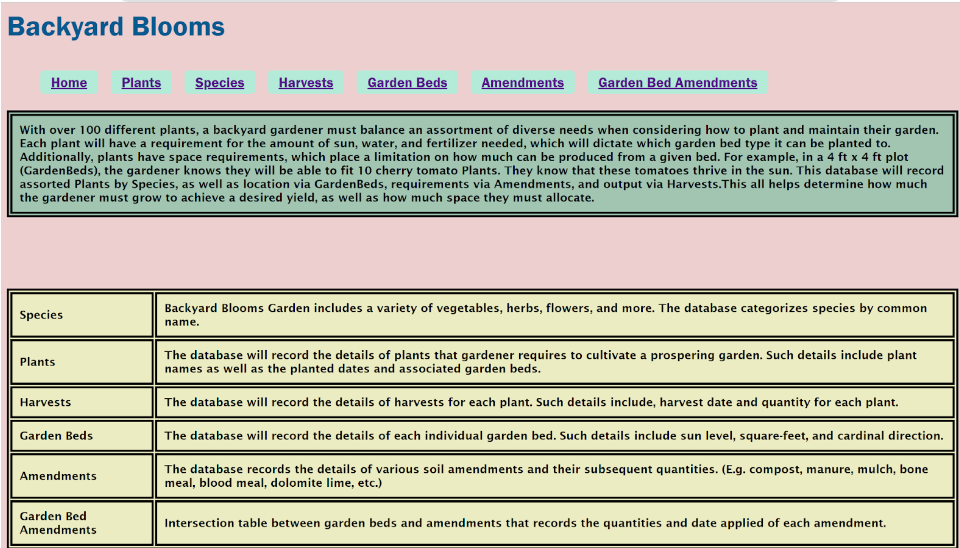 Backyard Blooms
Home Plants Species Harvests Garden Beds Amendments Garden Bed Amendments
With over 100 different plants, a backyard gardener must balance an assortment of diverse needs when considering how to plant and maintain their garden.
Each plant will have a requirement for the amount of sun, water, and fertilizer needed, which will dictate which garden bed type it can be planted to.
Additionally, plants have space requirements, which place a limitation on how much can be produced from a given bed. For example, in a 4 ft x 4 ft plot
(GardenBeds), the gardener knows they will be able to fit 10 cherry tomato Plants. They know that these tomatoes thrive in the sun. This database will record
assorted Plants by Species, as well as location via GardenBeds, requirements via Amendments, and output via Harvests.This all helps determine how much
the gardener must grow to achieve a desired yield, as well as how much space they must allocate.
Species
Backyard Blooms Garden includes a variety of vegetables, herbs, flowers, and more. The database categorizes species by common
name.
Plants
The database will record the details of plants that gardener requires to cultivate a prospering garden. Such details include plant
names as well as the planted dates and associated garden beds.
Harvests
The database will record the details of harvests for each plant. Such details include, harvest date and quantity for each plant.
Garden Beds
The database will record the details of each individual garden bed. Such details include sun level, square-feet, and cardinal direction.
Amendments
The database records the details of various soil amendments and their subsequent quantities. (E.g. compost, manure, mulch, bone
meal, blood meal, dolomite lime, etc.)
Garden Bed
Amendments
Intersection table between garden beds and amendments that records the quantities and date applied of each amendment.